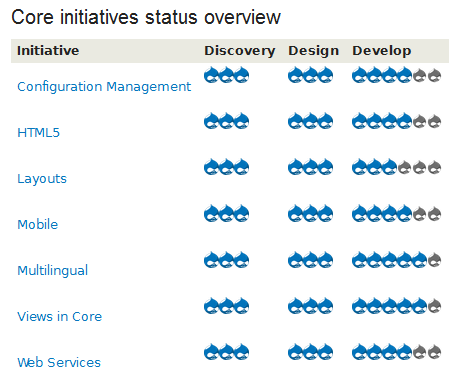 Core initiatives status overview
Initiative Discovery Design Develop
Configuration Management
HTML5
Layouts
Mobile
Multilingual
Views in Core
Web Services